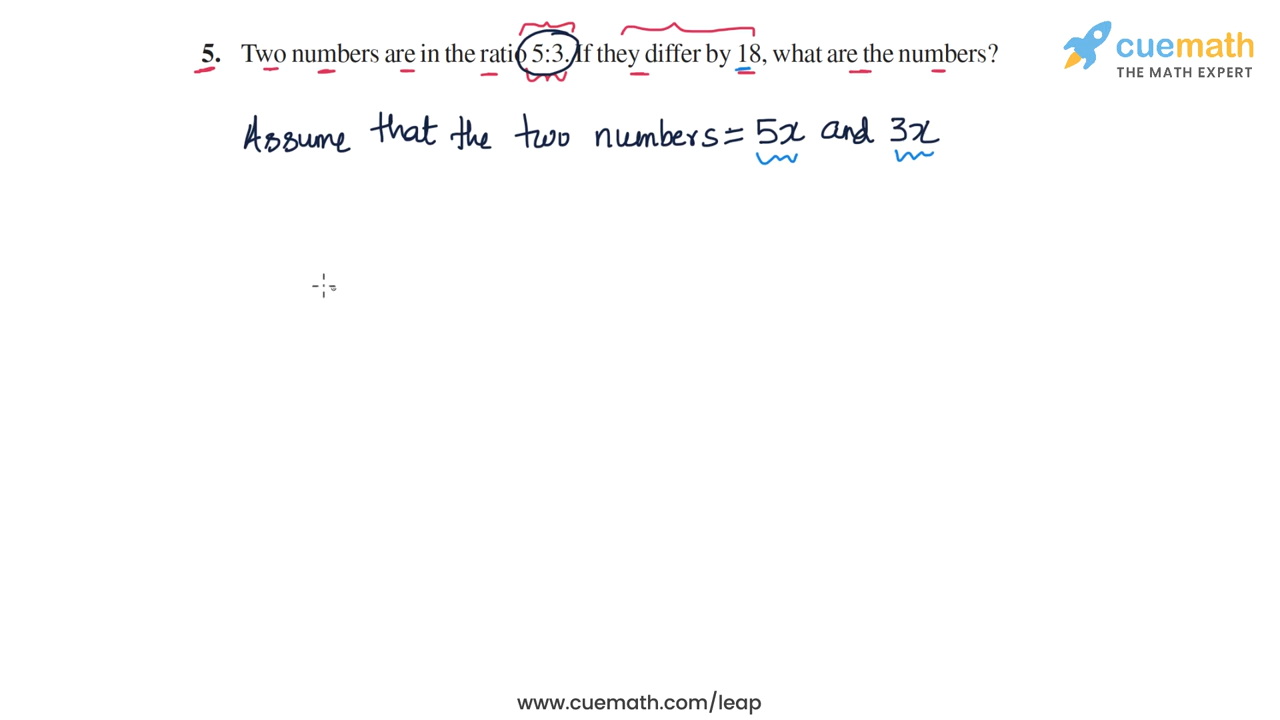 5. Two numbers are in the ratio 5:3. If they differ by 18, what are the numbers?
cuemath
THE MATH EXPERT
Assume that the two numbers = 5x and 3x
www.cuemath.com/leap